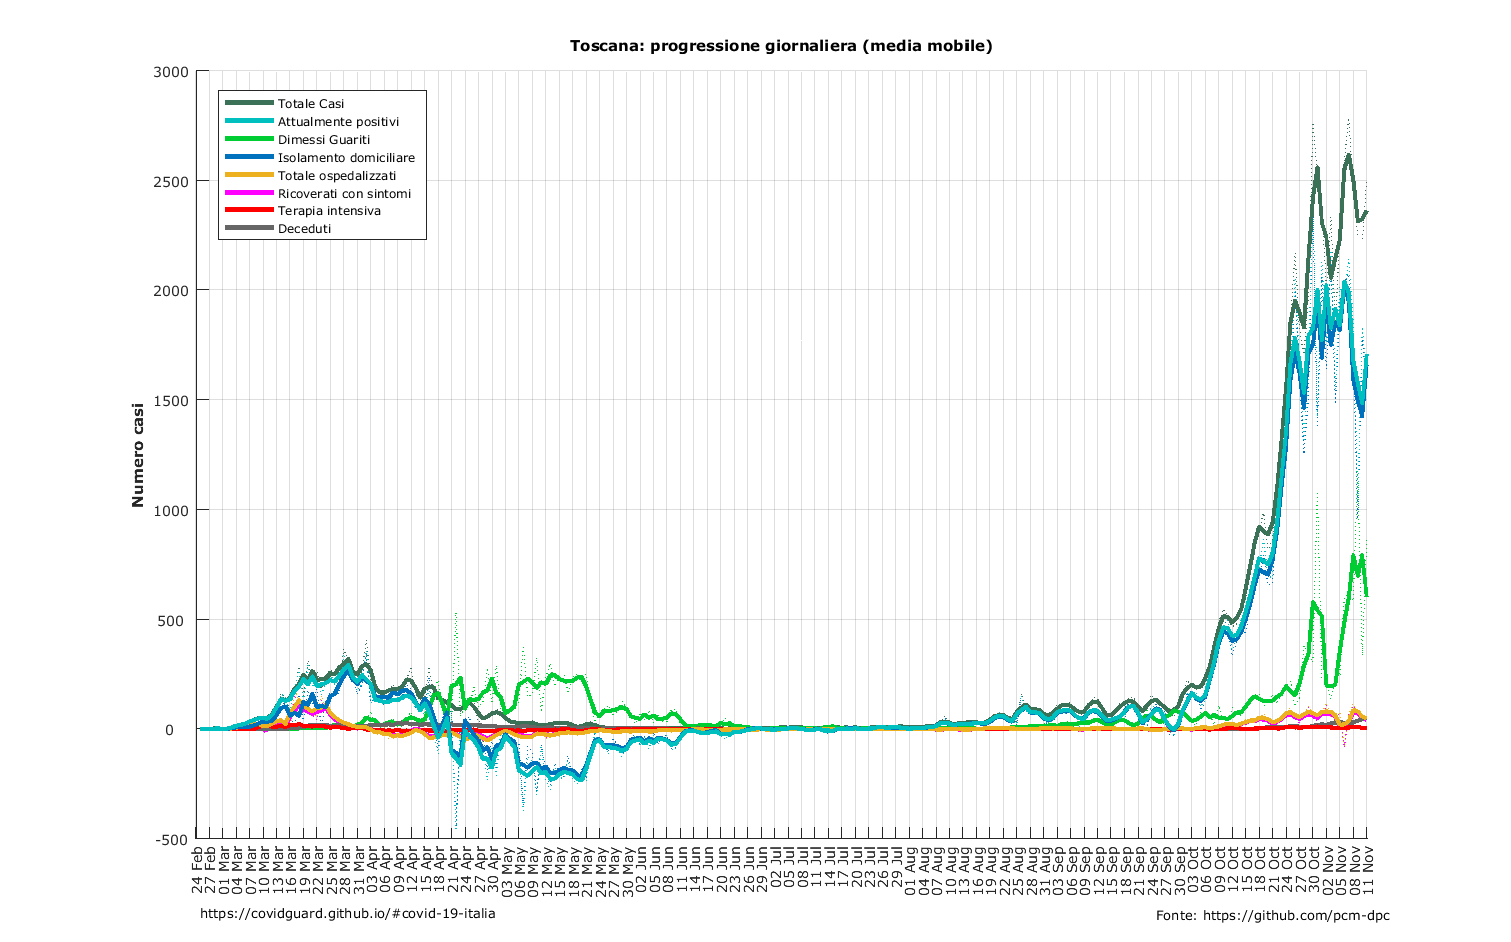 Toscana: progressione giornaliera (media mobile)
Numero casi
3000
2500
2000
1500
1000
500
0
-500
Totale Casi
Attualmente positivi
Dimessi Guariti
Isolamento domiciliare
Totale ospedalizzati
Ricoverati con sintomi
Terapia intensiva
Deceduti
24 Feb
27 Feb
01 Mar
04 Mar
07 Mar
10 Mar
13 Mar
16 Mar
19 Mar
22 Mar
25 Mar
28 Mar
31 Mar
03 Apr
06 Apr
09 Apr
12 Apr
15 Apr
18 Apr
21 Apr
24 Apr
27 Apr
30 Apr
03 May
06 May
09 May
12 May
15 May
18 May
21 May
24 May
27 May
30 May
02 Jun
05 Jun
08 Jun
11 Jun
14 Jun
17 Jun
20 Jun
23 Jun
26 Jun
29 Jun
02 Jul
05 Jul
08 Jul
11 Jul
14 Jul
17 Jul
20 Jul
23 Jul
26 Jul
29 Jul
01 Aug
04 Aug
07 Aug
10 Aug
13 Aug
16 Aug
19 Aug
22 Aug
25 Aug
28 Aug
31 Aug
03 Sep
06 Sep
09 Sep
12 Sep
15 Sep
18 Sep
21 Sep
24 Sep
27 Sep
30 Sep
03 Oct
06 Oct
09 Oct
12 Oct
15 Oct
18 Oct
21 Oct
24 Oct
27 Oct
30 Oct
02 Nov
05 Nov
08 Nov
11 Nov
https://covidguard.github.io/#covid-19-italia
Fonte: https://github.com/pcm-dpc